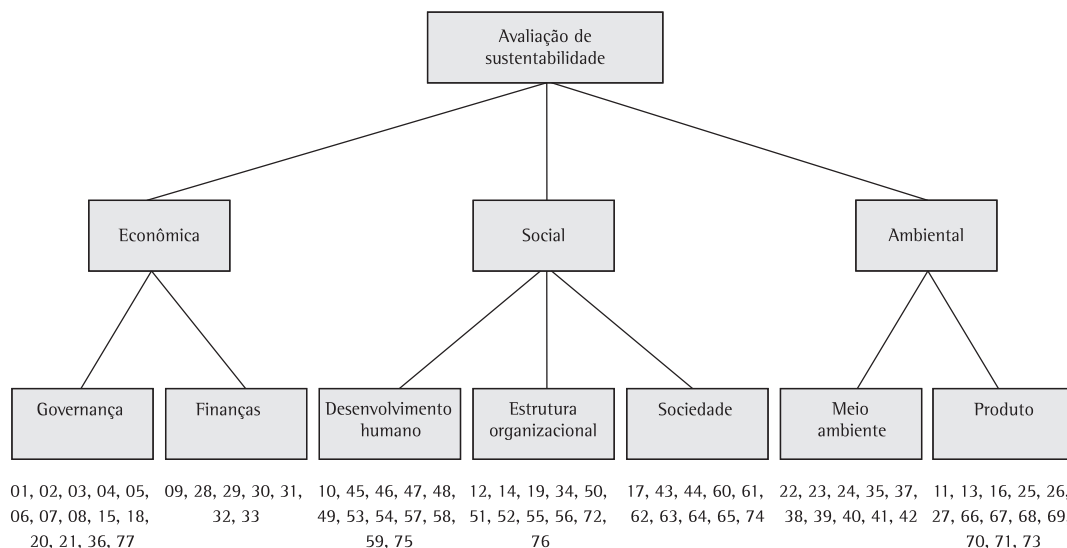 Avaliação de
sustentabilidade
Econômica
Social
Ambiental
Governança
Finanças
Desenvolvimento
humano
Estrutura
organizacional
Sociedade
Meio
ambiente
Produto
01, 02, 03, 04, 05,
06, 07, 08, 15, 18,
20, 21, 36, 77
09, 28, 29, 30, 31,
32, 33
10, 45, 46, 47, 48,
49, 53, 54, 57, 58,
59, 75
12, 14, 19, 34, 50,
51, 52, 55, 56, 72,
76
17, 43, 44, 60, 61,
62, 63, 64, 65, 74
22, 23, 24, 35, 37,
38, 39, 40, 41, 42
11, 13, 16, 25, 26,
27, 66, 67, 68, 69,
70, 71, 73